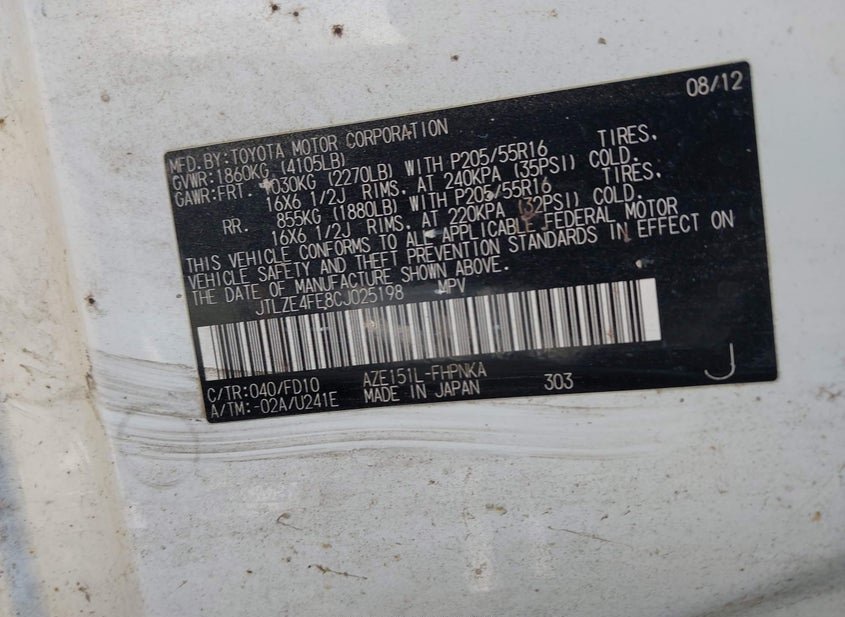 08/12
MFD.BY:TOYOTA MOTOR CORPORATION
GVWR:1860KG (4105LB)
GAWR:FRT. 1030KG (2270LB) WITH P205/55R16 TIRES,
16X6 1/2J RIMS, AT 240KPA (35PSI) COLD.
RR. 855KG (1880LB) WITH P205/55R16 TIRES,
16X6 1/2J RIMS, AT 220KPA (32PSI) COLD.
THIS VEHICLE CONFORMS TO ALL APPLICABLE FEDERAL MOTOR
VEHICLE SAFETY AND THEFT PREVENTION STANDARDS IN EFFECT ON
THE DATE OF MANUFACTURE SHOWN ABOVE.
JTLZE4FE8CJ025198 MPV
C/TR:040/FD10 AZE151L-FHPNKA
A/TM:-02A/U241E MADE IN JAPAN 303 J